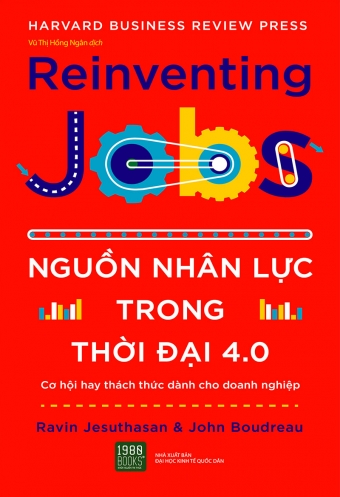 HARVARD BUSINESS REVIEW PRESS
Vũ Thị Hồng Ngân dịch
Reinventing
Jobs
NGUỒN NHÂN LỰC
TRONG
THỜI ĐẠI 4.0
Cơ hội hay thách thức dành cho doanh nghiệp
Ravin Jesuthasan & John Boudreau
1980
BOOKS
NHÀ XUẤT BẢN
ĐẠI HỌC KINH TẾ QUỐC DÂN